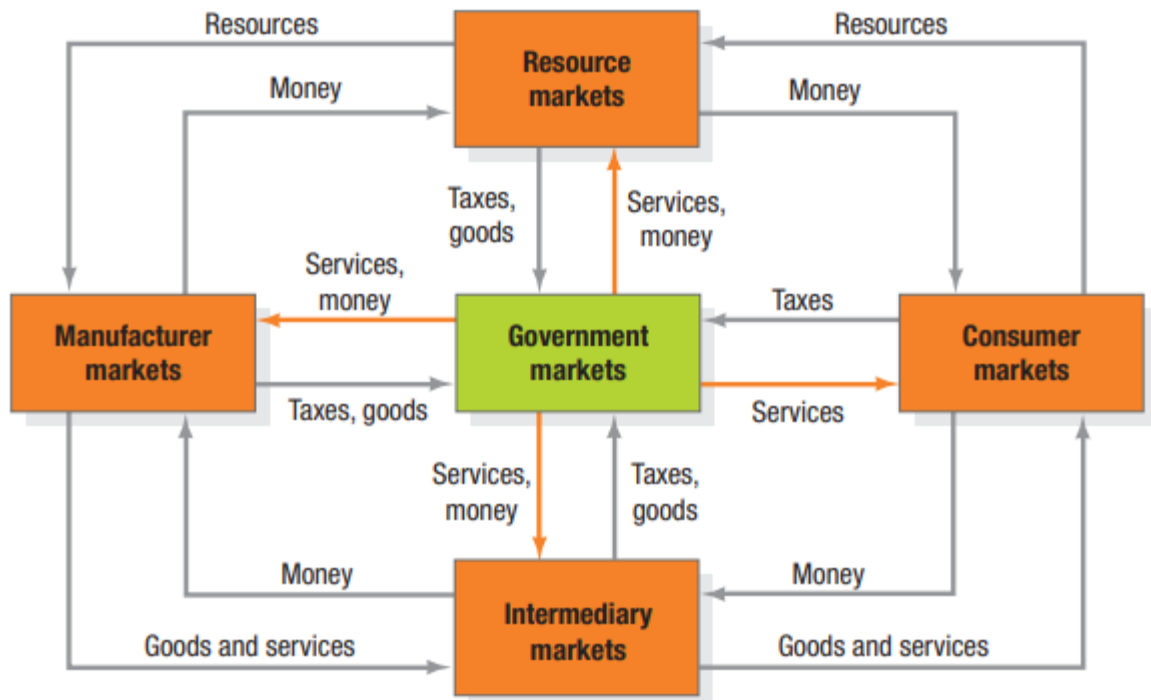 Resources
Resources
Resource
markets
Money
Money
Taxes,
goods
Services,
money
Services,
money
Taxes
Manufacturer
markets
Government
markets
Consumer
markets
Taxes, goods
Services
Services,
money
Taxes,
goods
Money
Money
Intermediary
markets
Goods and services
Goods and services